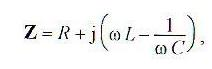 Z = R + j(ωL − 1/(ωC)),